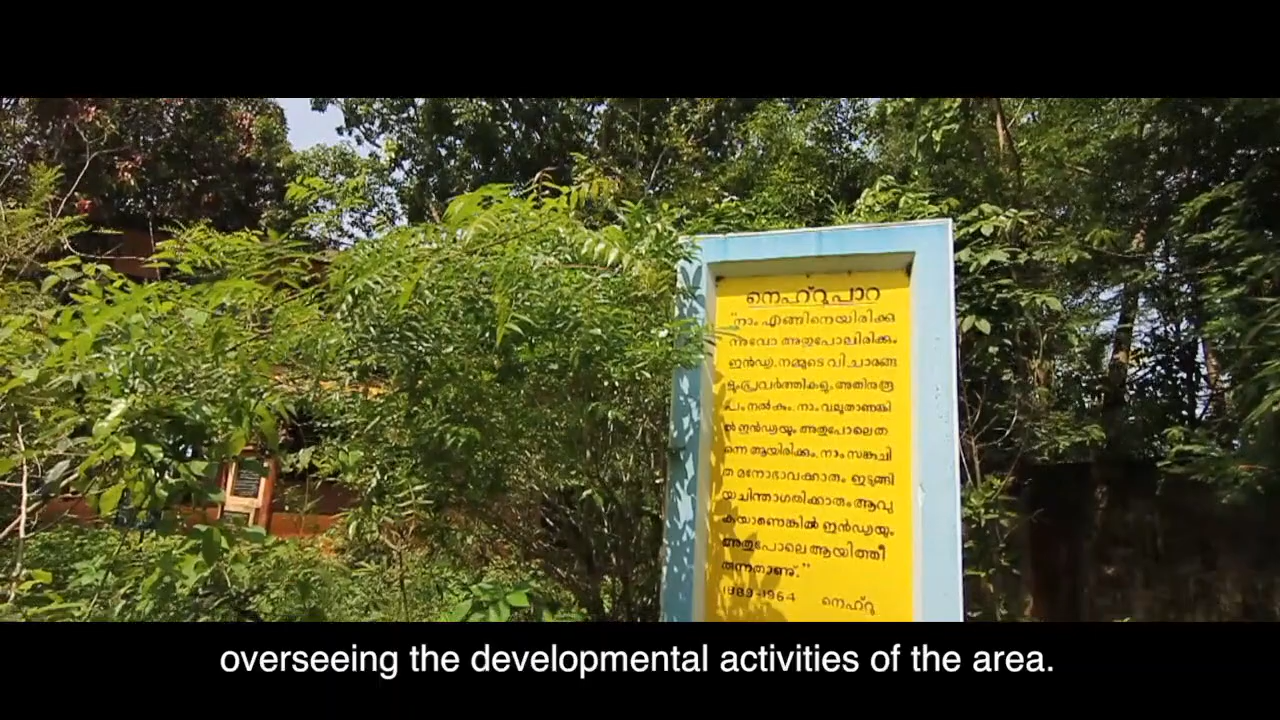 നെഹ്റുപാറ
"നാം എങ്ങിനെയിരിക്കു
ന്നുവോ അതുപോലിരിക്കും
ഇൻഡ്യ. നമ്മുടെ വിചാരങ്ങ
ളും പ്രവർത്തികളും അതിന്നു രൂ
പം നൽകും. നാം വലുതാണങ്കി
ൽ ഇൻഡ്യയും അതുപോലെത
ന്നെ ആയിരിക്കും. നാം സങ്കുചി
ത മനോഭാവക്കാരും ഇടുങ്ങി
യ ചിന്താഗതിക്കാരും ആവു
കയാണെങ്കിൽ ഇൻഡ്യയും
അതുപോലെ ആയിത്തീ
രുന്നതാണു്."
1889-1964 നെഹ്റു
overseeing the developmental activities of the area.